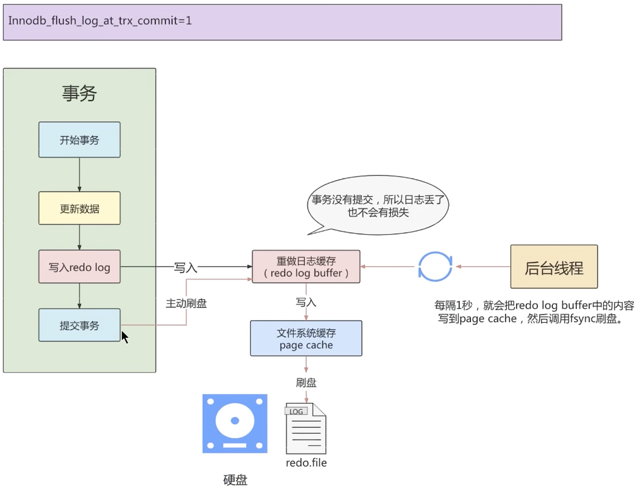 Innodb_flush_log_at_trx_commit=1
事务
开始事务
更新数据
写入redo log
提交事务
写入
主动刷盘
事务没有提交，所以日志丢了
也不会有损失
重做日志缓存
（redo log buffer）
写入
文件系统缓存
page cache
刷盘
LOG
redo.file
硬盘
后台线程
每隔1秒，就会把redo log buffer中的内容
写到page cache，然后调用fsync刷盘。